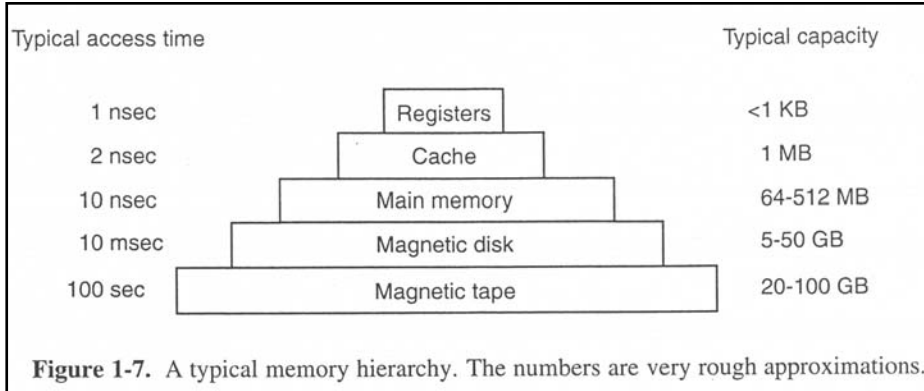 Typical access time Typical capacity
1 nsec Registers <1 KB
2 nsec Cache 1 MB
10 nsec Main memory 64-512 MB
10 msec Magnetic disk 5-50 GB
100 sec Magnetic tape 20-100 GB
Figure 1-7. A typical memory hierarchy. The numbers are very rough approximations.